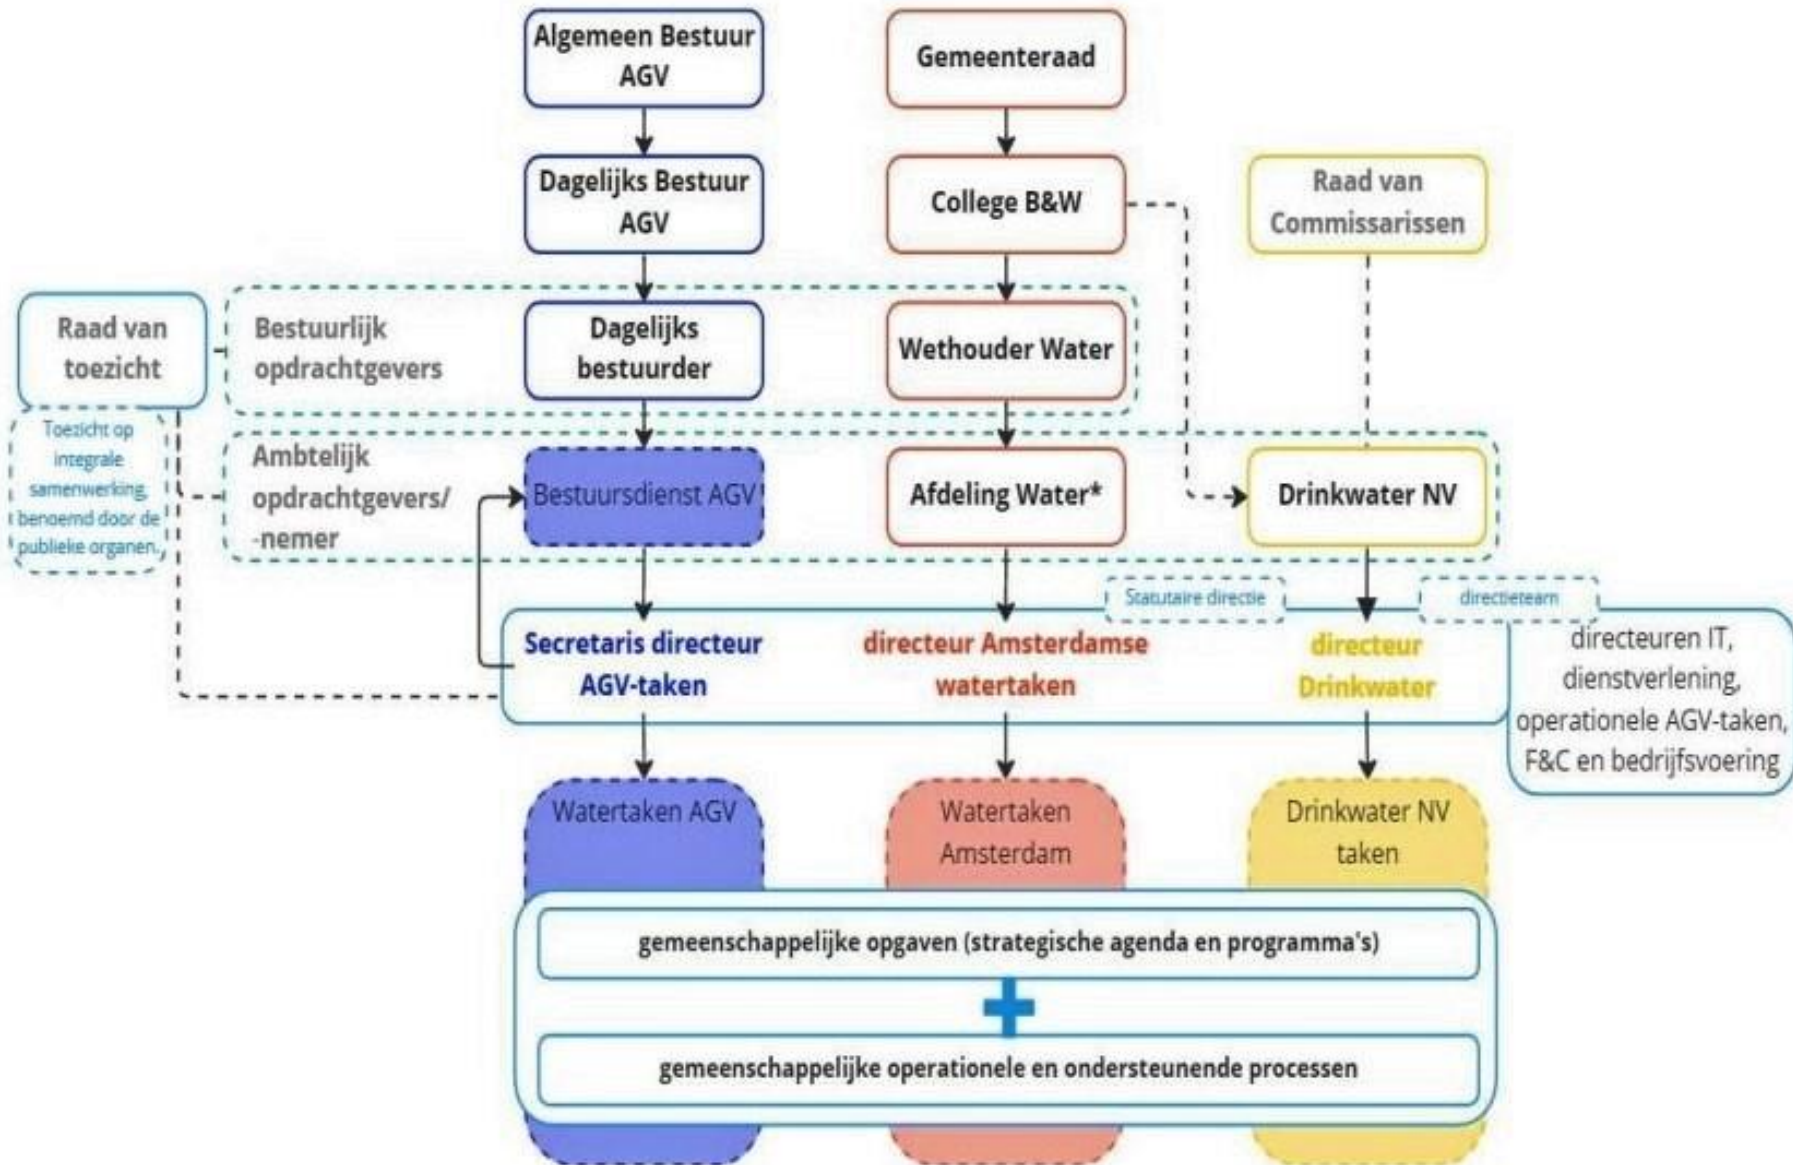 Algemeen Bestuur
AGV
Gemeenteraad
Dagelijks Bestuur
AGV
College B&W
Raad van
Commissarissen
Raad van
toezicht
Bestuurlijk
opdrachtgevers
Dagelijks
bestuurder
Wethouder Water
Toezicht op
integrale
samenwerking,
benoemd door de
publieke organen.
Ambtelijk
opdrachtgevers/
-nemer
Bestuursdienst AGV
Afdeling Water*
Drinkwater NV
Statutaire directie
directieteam
Secretaris directeur
AGV-taken
directeur Amsterdamse
watertaken
directeur
Drinkwater
directeuren IT,
dienstverlening,
operationele AGV-taken,
F&C en bedrijfsvoering
Watertaken AGV
Watertaken
Amsterdam
Drinkwater NV
taken
gemeenschappelijke opgaven (strategische agenda en programma's)
gemeenschappelijke operationele en ondersteunende processen